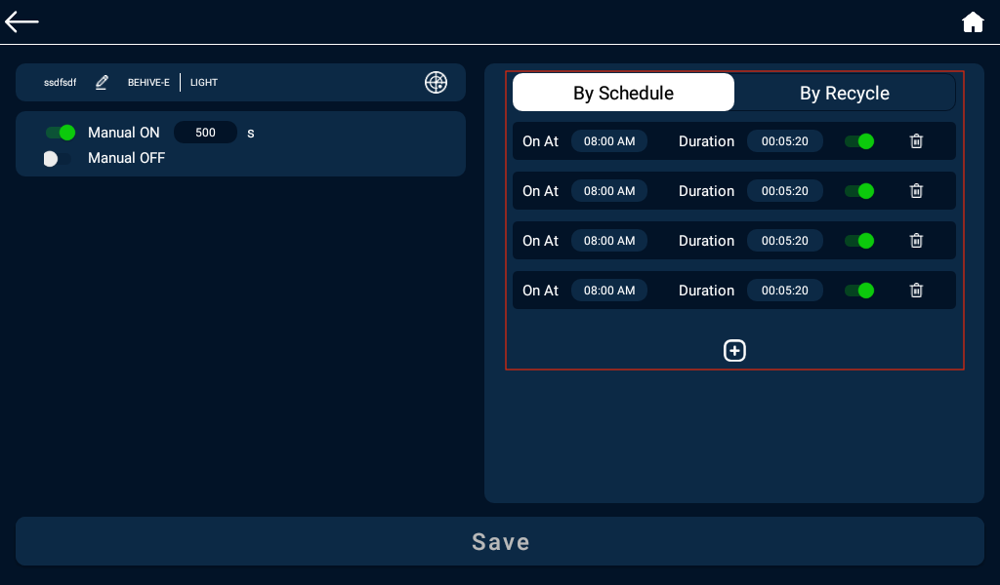 ssdfsdf BEHIVE-E LIGHT
Manual ON 500 s
Manual OFF
By Schedule By Recycle
On At 08:00 AM Duration 00:05:20
On At 08:00 AM Duration 00:05:20
On At 08:00 AM Duration 00:05:20
On At 08:00 AM Duration 00:05:20
Save